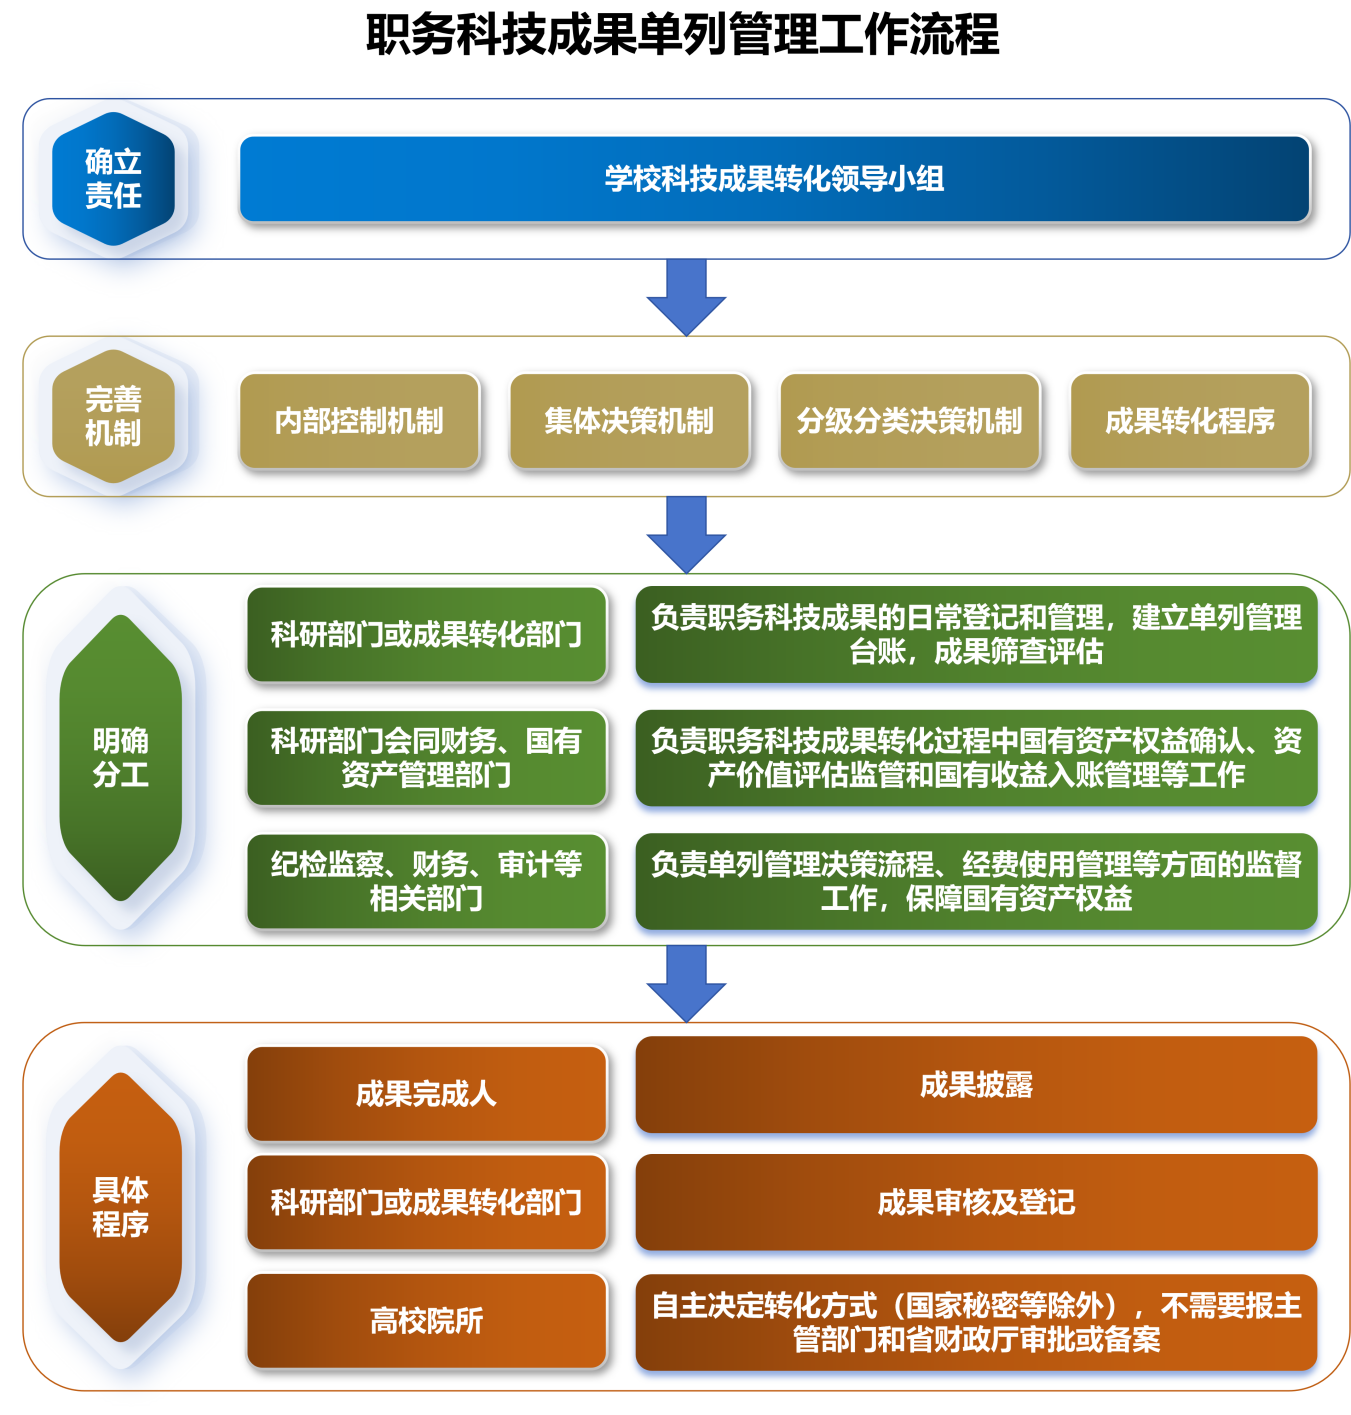 职务科技成果单列管理工作流程
确立
责任
学校科技成果转化领导小组
完善
机制
内部控制机制
集体决策机制
分级分类决策机制
成果转化程序
明确
分工
科研部门或成果转化部门
负责职务科技成果的日常登记和管理，建立单列管理
台账，成果筛查评估
科研部门会同财务、国有
资产管理部门
负责职务科技成果转化过程中国有资产权益确认、资
产价值评估监管和国有收益入账管理等工作
纪检监察、财务、审计等
相关部门
负责单列管理决策流程、经费使用管理等方面的监督
工作，保障国有资产权益
具体
程序
成果完成人
成果披露
科研部门或成果转化部门
成果审核及登记
高校院所
自主决定转化方式（国家秘密等除外），不需要报主
管部门和省财政厅审批或备案